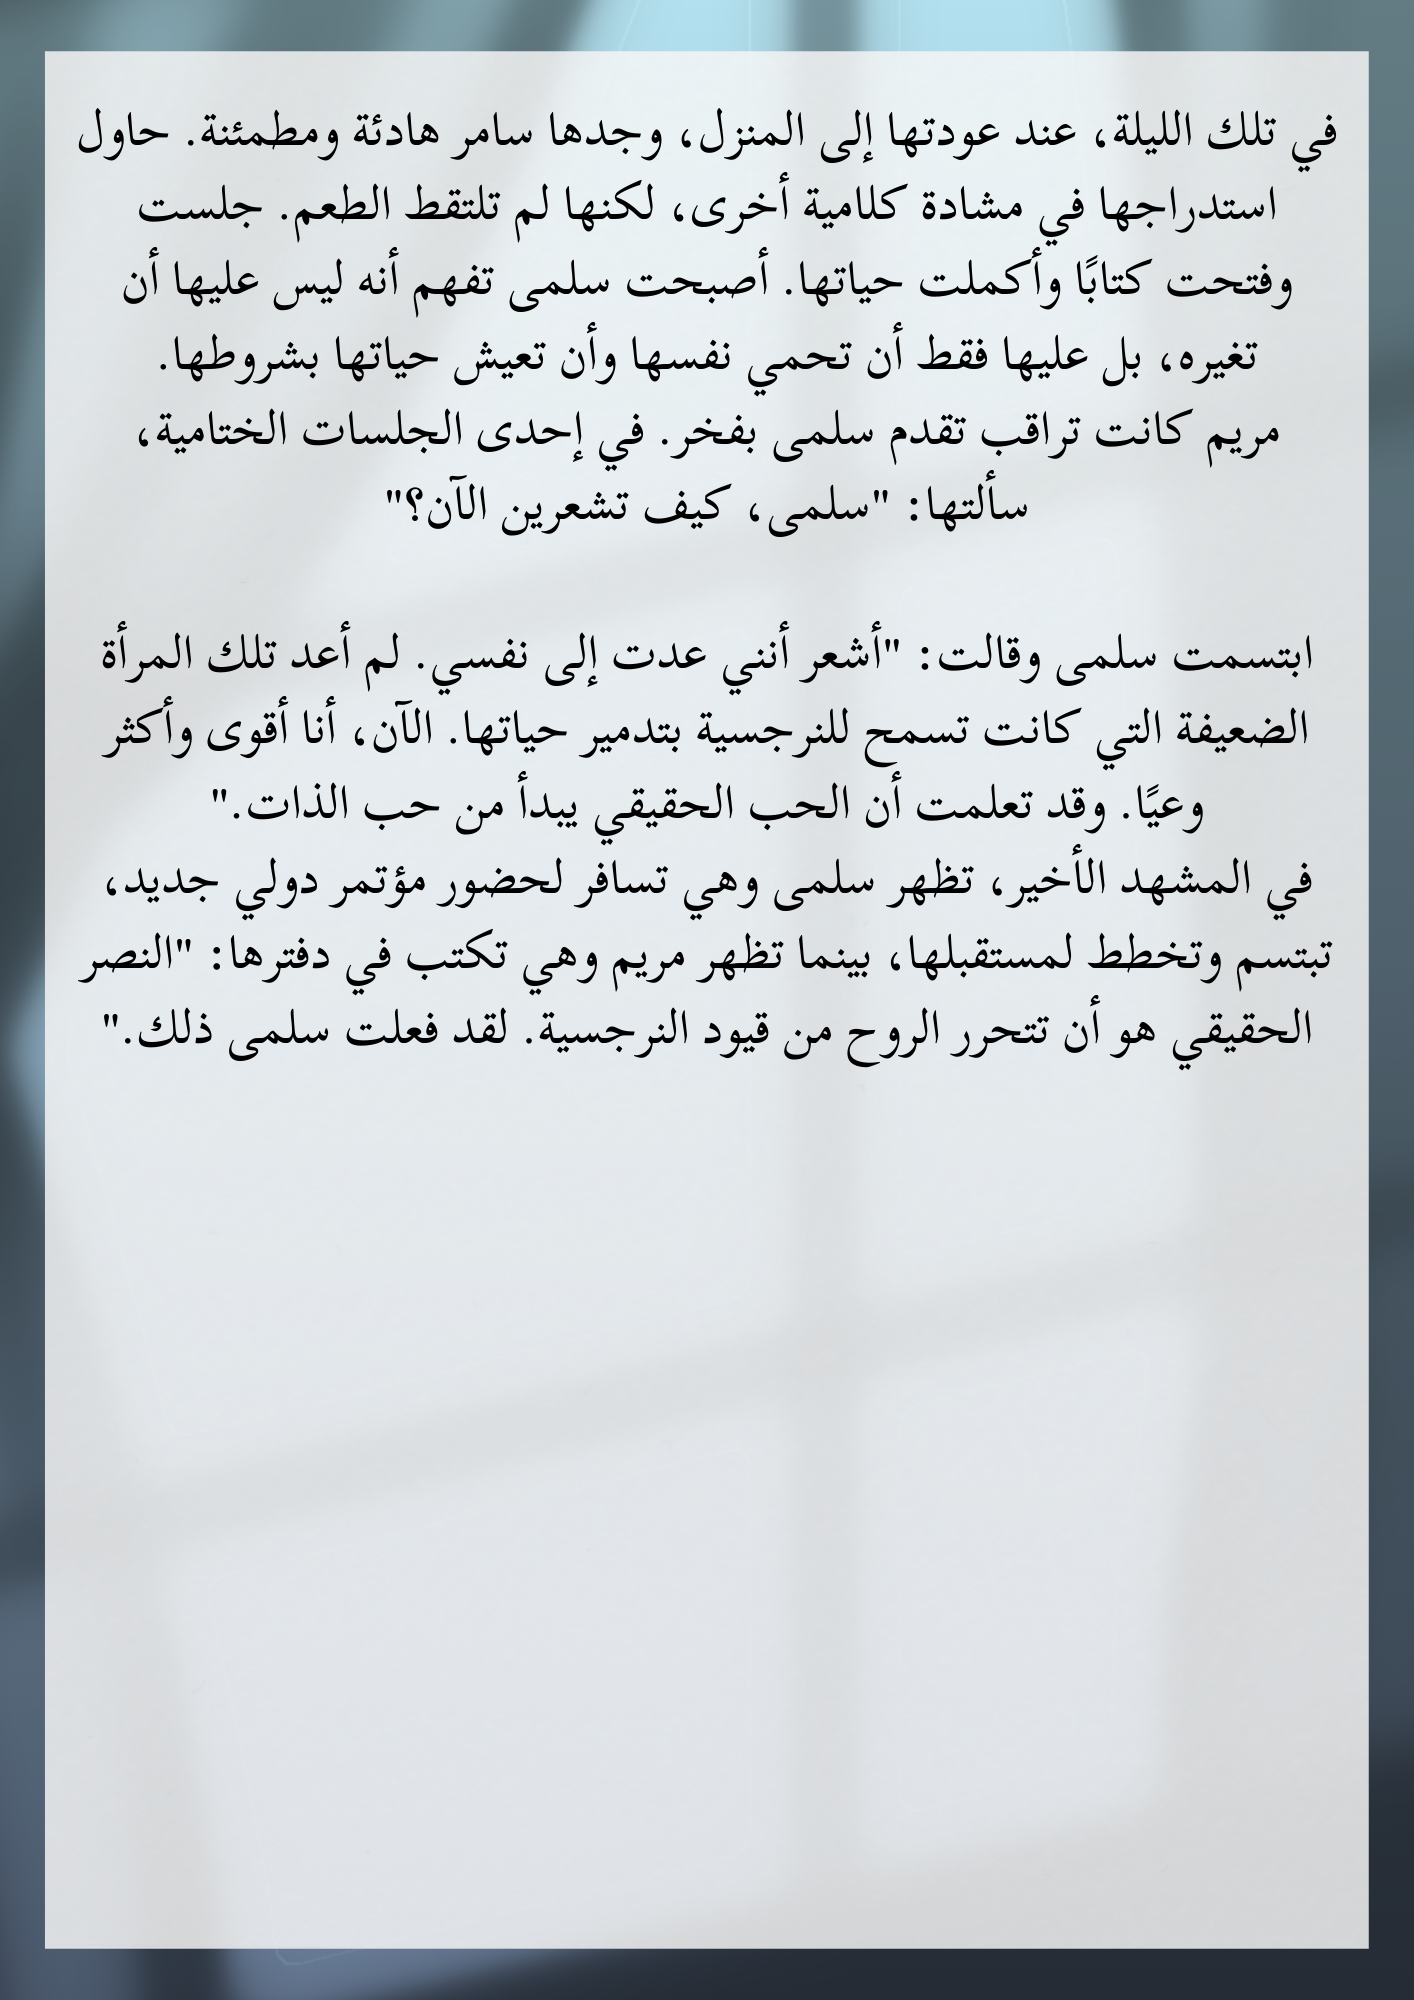 في تلك الليلة، عند عودتها إلى المنزل، وجدها سامر هادئة ومطمئنة. حاول
استدراجها في مشادة كلامية أخرى، لكنها لم تلتقط الطعم. جلست
وفتحت كتابًا وأكملت حياتها. أصبحت سلمى تفهم أنه ليس عليها أن
تغيره، بل عليها فقط أن تحمي نفسها وأن تعيش حياتها بشروطها.
مريم كانت تراقب تقدم سلمى بفخر. في إحدى الجلسات الختامية،
سألتها: "سلمى، كيف تشعرين الآن؟"
ابتسمت سلمى وقالت: "أشعر أنني عدت إلى نفسي. لم أعد تلك المرأة
الضعيفة التي كانت تسمح للنرجسية بتدمير حياتها. الآن، أنا أقوى وأكثر
وعيًا. وقد تعلمت أن الحب الحقيقي يبدأ من حب الذات."
في المشهد الأخير، تظهر سلمى وهي تسافر لحضور مؤتمر دولي جديد،
تبتسم وتخطط لمستقبلها، بينما تظهر مريم وهي تكتب في دفترها: "النصر
الحقيقي هو أن تتحرر الروح من قيود النرجسية. لقد فعلت سلمى ذلك."